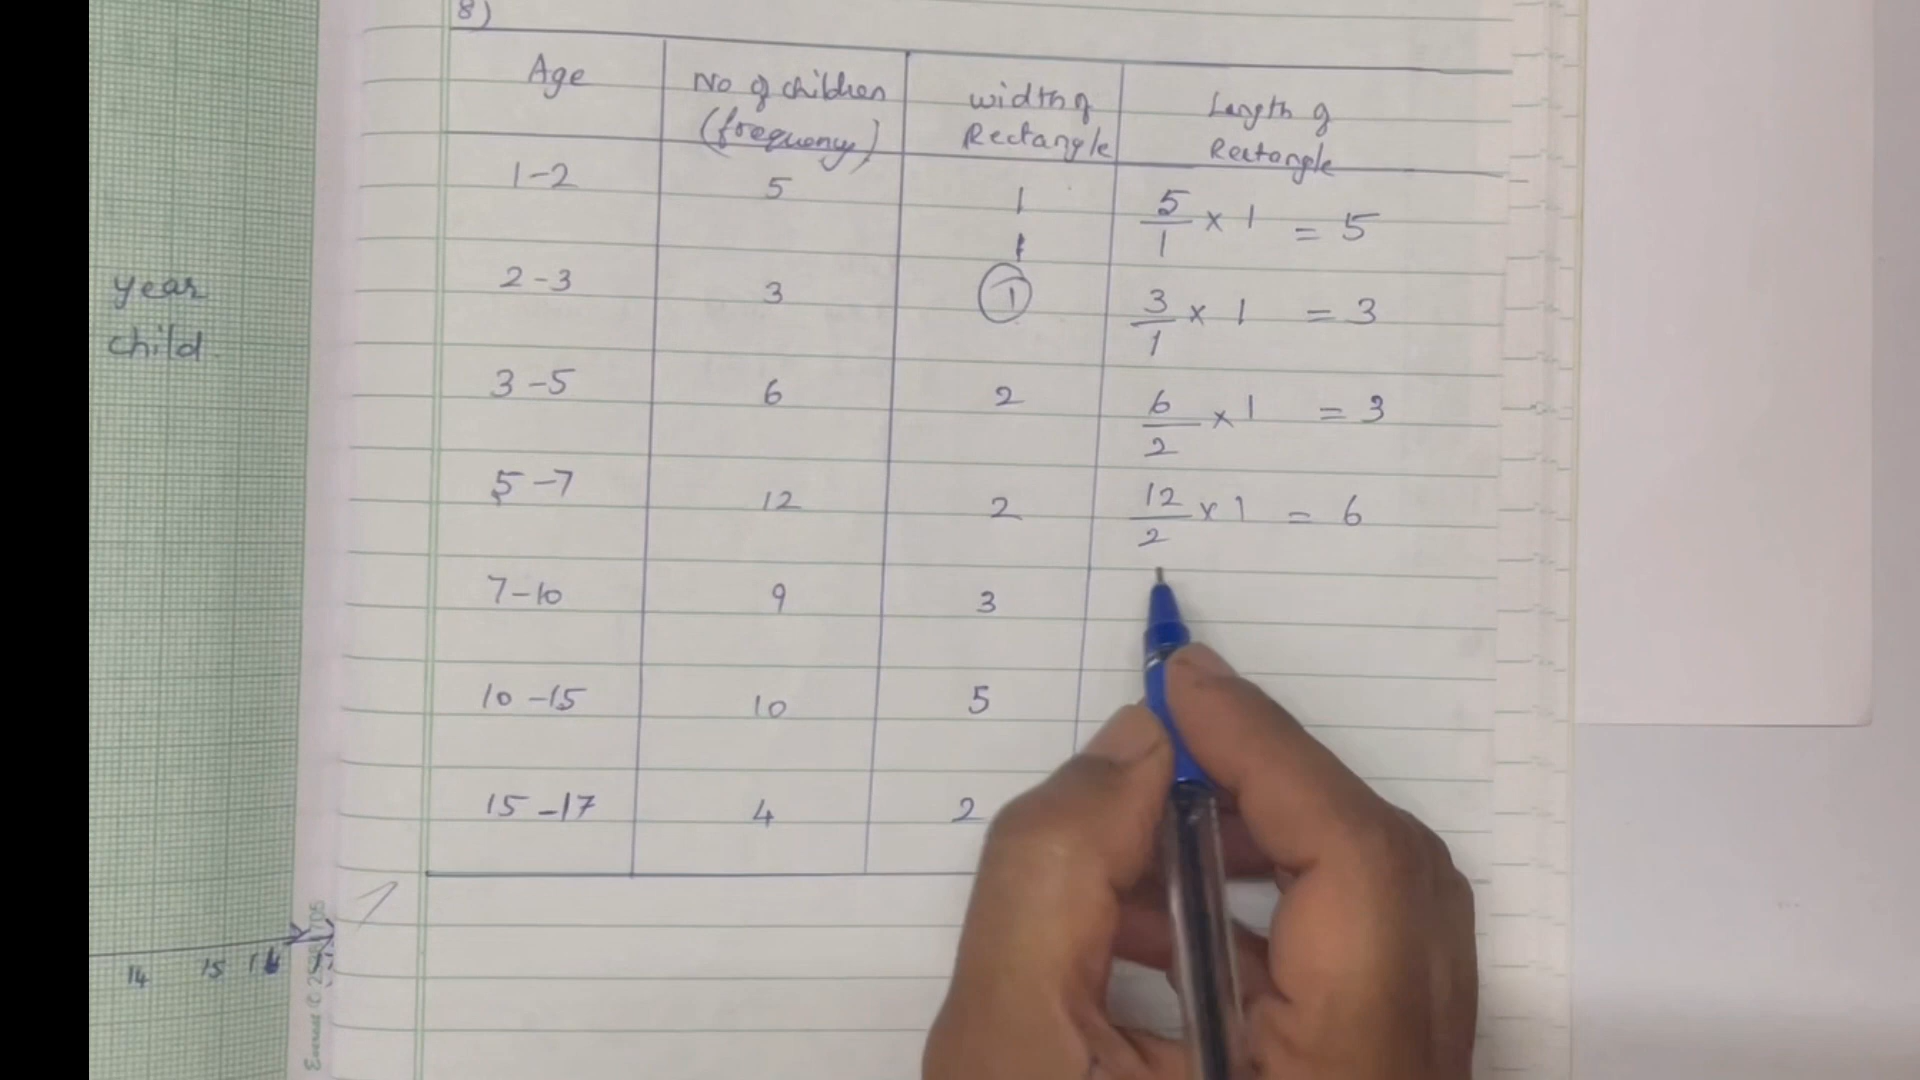 8)
Age No of children (frequency) width of Rectangle Length of Rectangle
1-2 5 1 5/1 × 1 = 5
1
2-3 3 1 3/1 × 1 = 3
3-5 6 2 6/2 × 1 = 3
5-7 12 2 12/2 × 1 = 6
7-10 9 3
10-15 10 5
15-17 4 2
year
child
14 15 16